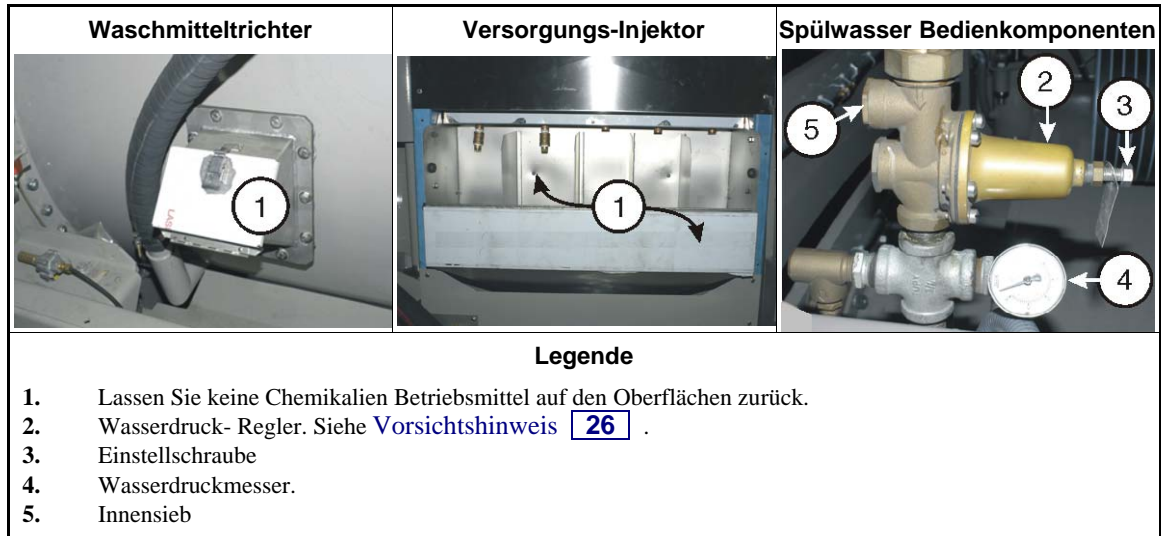 Waschmitteltrichter
Versorgungs-Injektor
Spülwasser Bedienkomponenten
1
LAS
1
2
3
5
4
Legende
1. Lassen Sie keine Chemikalien Betriebsmittel auf den Oberflächen zurück.
2. Wasserdruck- Regler. Siehe Vorsichtshinweis 26 .
3. Einstellschraube
4. Wasserdruckmesser.
5. Innensieb